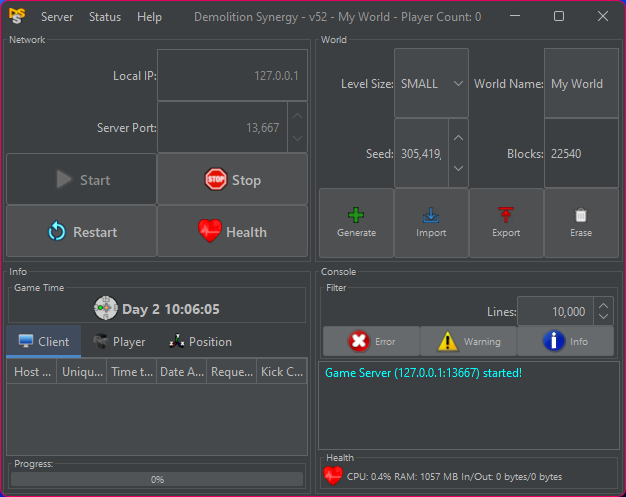 Server Status Help Demolition Synergy - v52 - My World - Player Count: 0
Network
Local IP: 127.0.0.1
Server Port: 13,667
Start
STOP Stop
Restart
Health
World
Level Size: SMALL World Name: My World
Seed: 305,419, Blocks: 22540
Generate Import Export Erase
Info
Game Time
Day 2 10:06:05
Client Player Position
Host ... Uniqu... Time t... Date A... Reque... Kick C...
Progress:
0%
Console
Filter
Lines: 10,000
Error Warning Info
Game Server (127.0.0.1:13667) started!
Health
CPU: 0.4% RAM: 1057 MB In/Out: 0 bytes/0 bytes